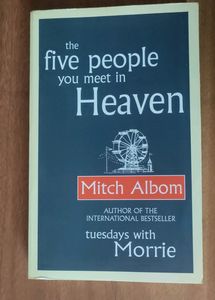 the
five people
you meet in
Heaven
Mitch Albom
AUTHOR OF THE
INTERNATIONAL BESTSELLER
tuesdays with
Morrie